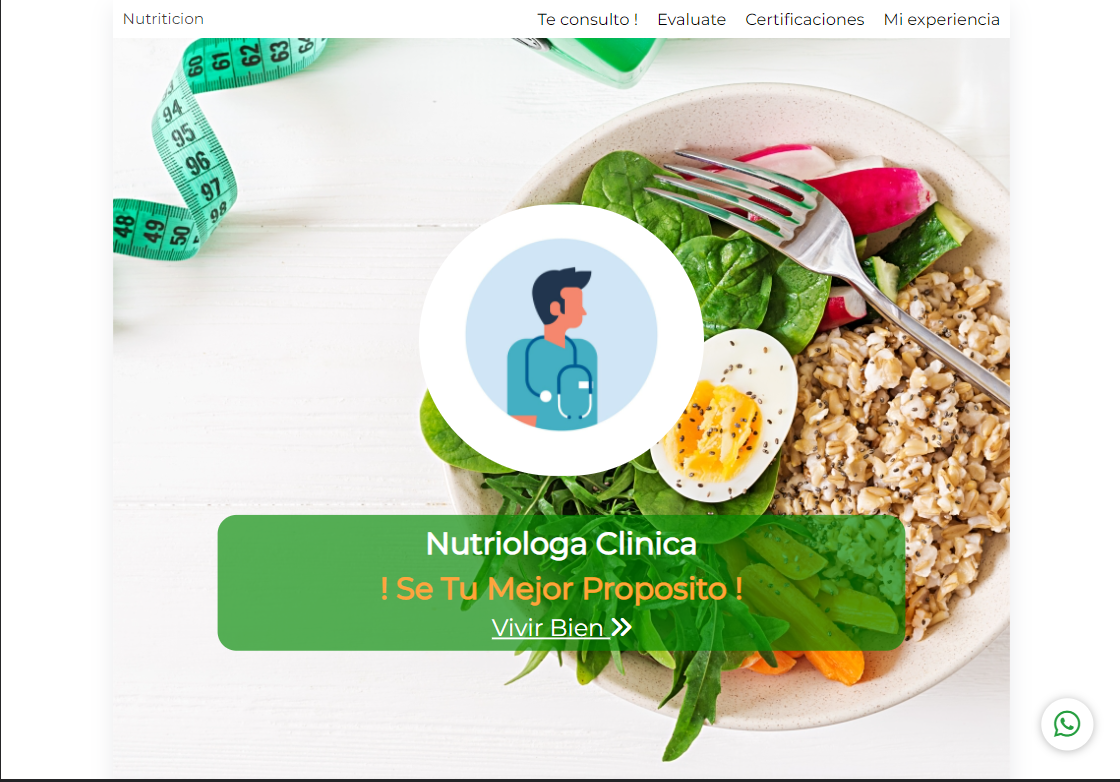 Nutriticion
Te consulto ! Evaluate Certificaciones Mi experiencia
60 61 62 63 64
94
95
96
97
98
48 49 50
Nutriologa Clinica
! Se Tu Mejor Proposito !
Vivir Bien